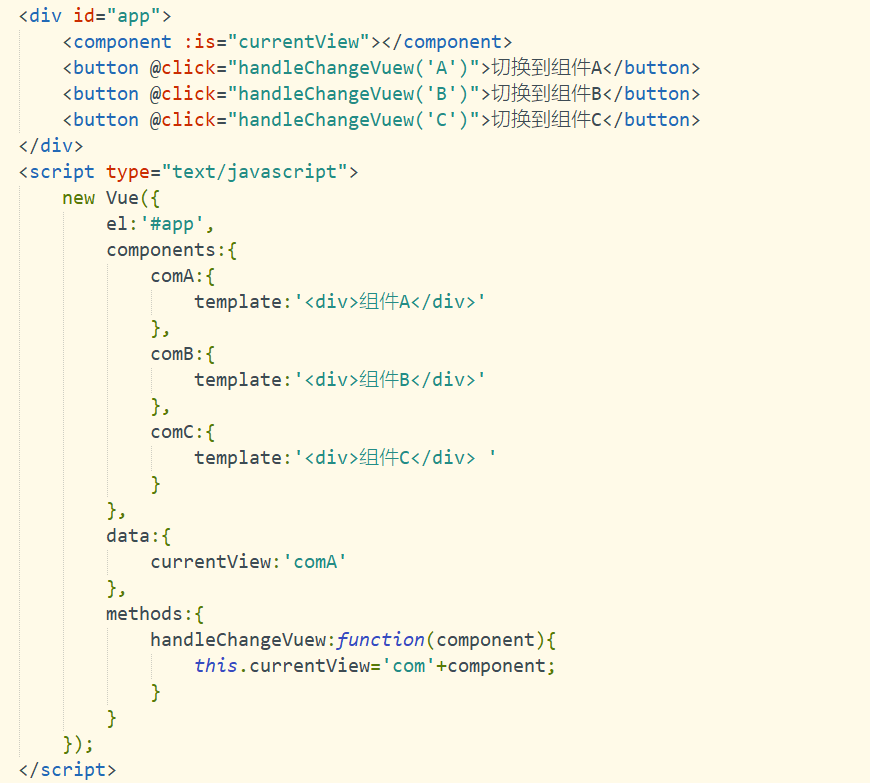 <div id="app">
    <component :is="currentView"></component>
    <button @click="handleChangeVuew('A')">切换到组件A</button>
    <button @click="handleChangeVuew('B')">切换到组件B</button>
    <button @click="handleChangeVuew('C')">切换到组件C</button>
</div>
<script type="text/javascript">
    new Vue({
        el:'#app',
        components:{
            comA:{
                template:'<div>组件A</div>'
            },
            comB:{
                template:'<div>组件B</div>'
            },
            comC:{
                template:'<div>组件C</div> '
            }
        },
        data:{
            currentView:'comA'
        },
        methods:{
            handleChangeVuew:function(component){
                this.currentView='com'+component;
            }
        }
    });
</script>